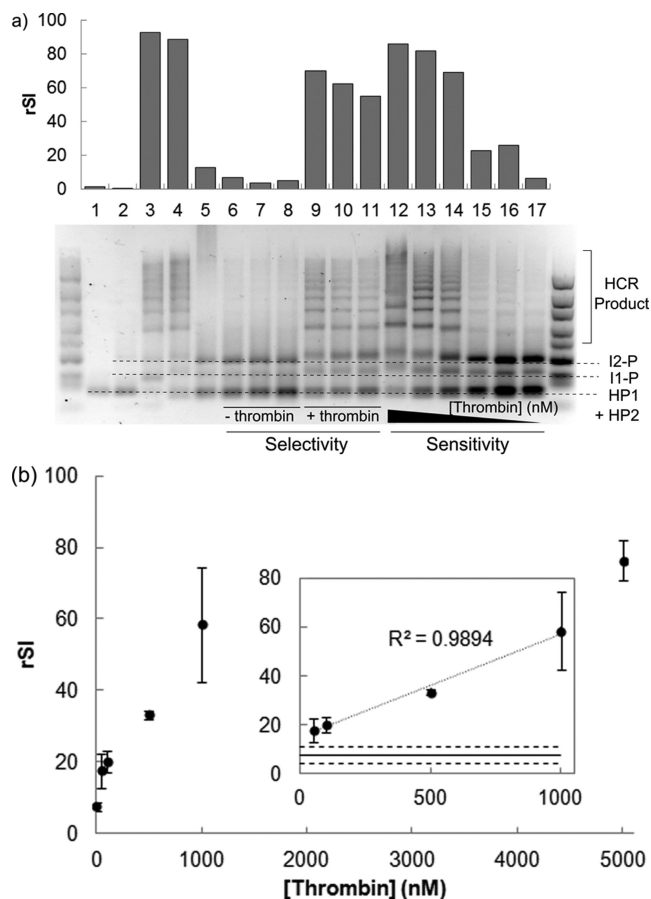 a)
100
80
60
40
20
0
rSI
1 2 3 4 5 6 7 8 9 10 11 12 13 14 15 16 17
HCR
Product
I2-P
I1-P
HP1
+ HP2
- thrombin + thrombin [Thrombin] (nM)
Selectivity Sensitivity
(b)
100
80
60
40
20
0
rSI
80
60
40
20
0
R² = 0.9894
0 500 1000
0 1000 2000 3000 4000 5000
[Thrombin] (nM)